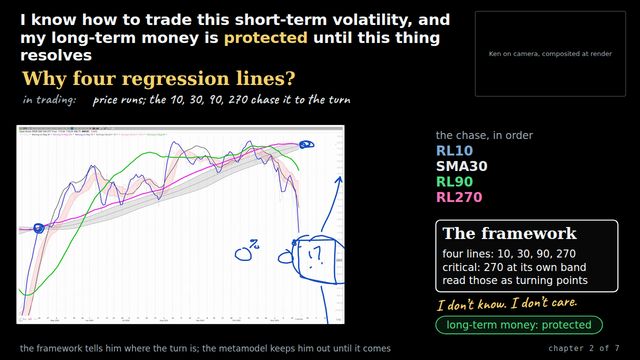 I know how to trade this short-term volatility, and
my long-term money is protected until this thing
resolves
Ken on camera, composited at render
Why four regression lines?
in trading: price runs; the 10, 30, 90, 270 chase it to the turn
the chase, in order
RL10
SMA30
RL90
RL270
0%
0
!?
The framework
four lines: 10, 30, 90, 270
critical: 270 at its own band
read those as turning points
I don't know. I don't care.
long-term money: protected
the framework tells him where the turn is; the metamodel keeps him out until it comes
chapter 2 of 7